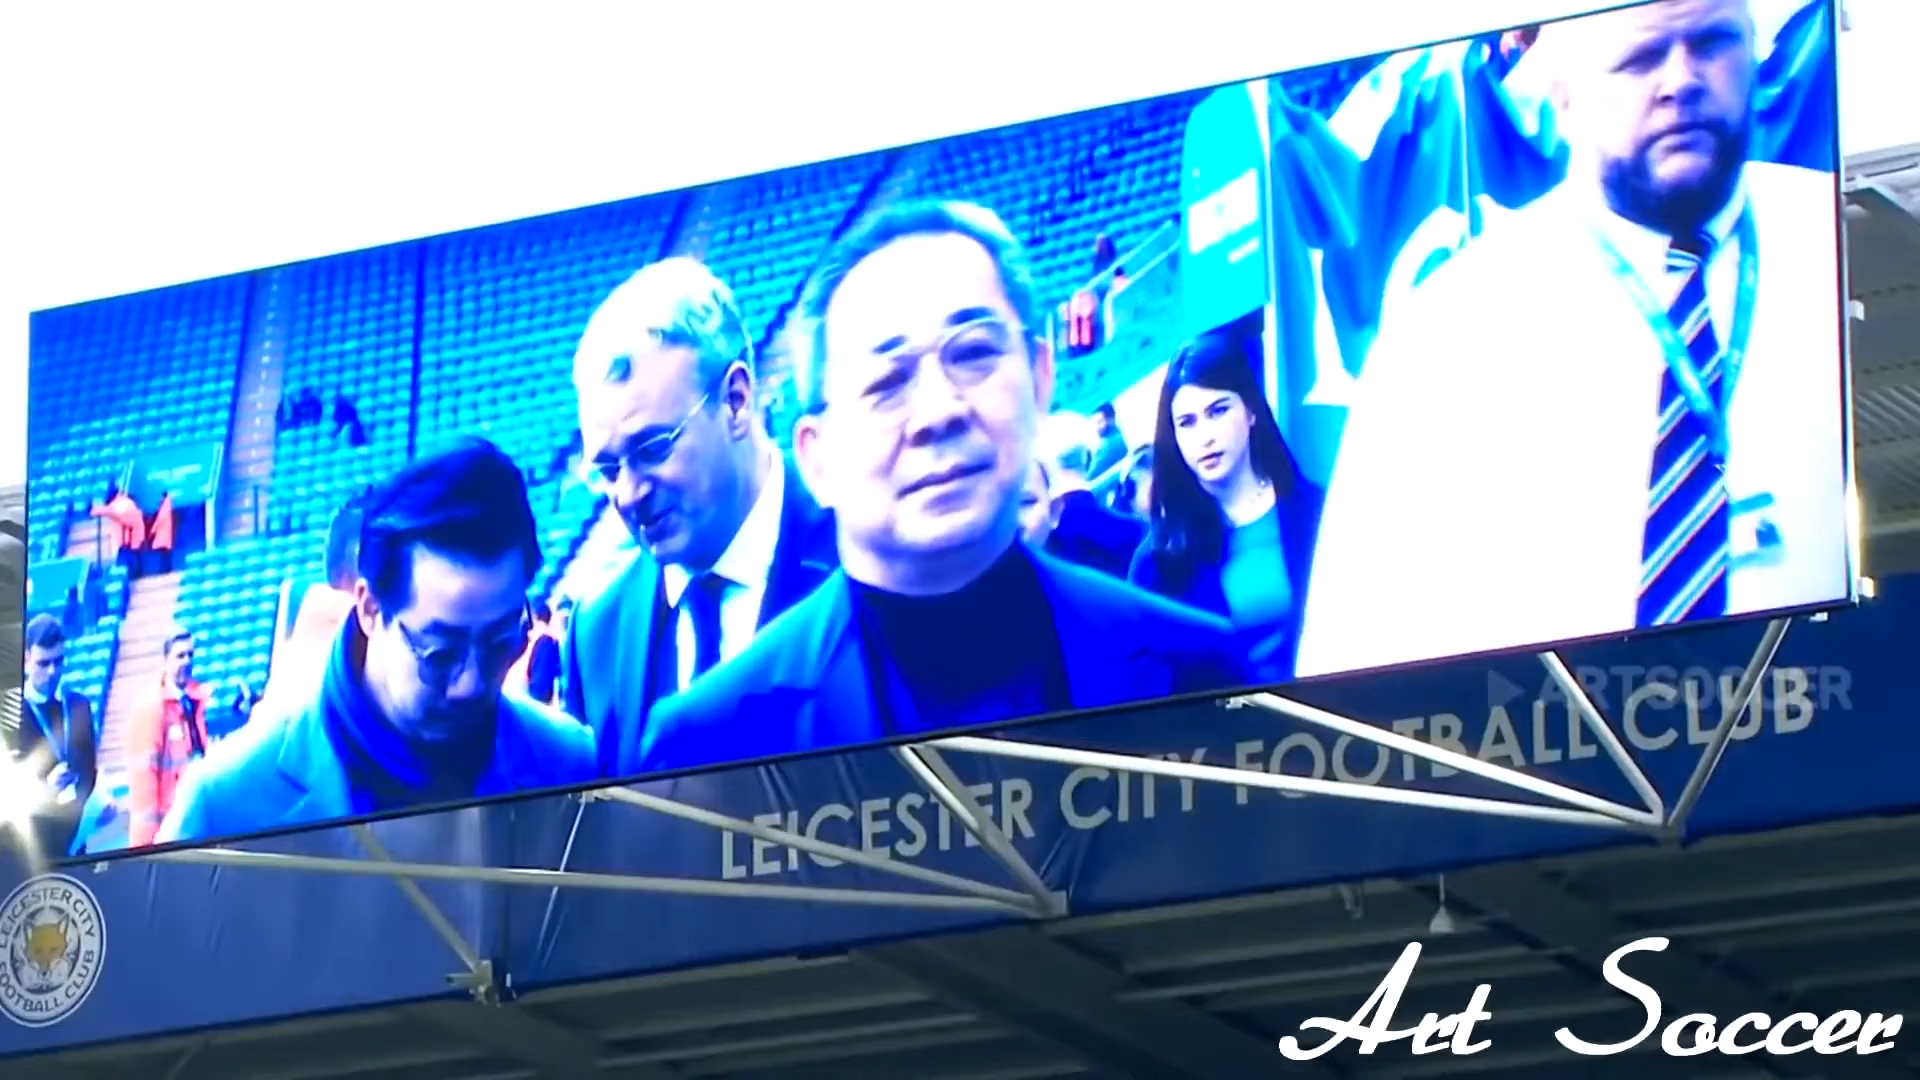 ARTSOCCER
LEICESTER CITY FOOTBALL CLUB
LEICESTER CITY
FOOTBALL CLUB
Art Soccer